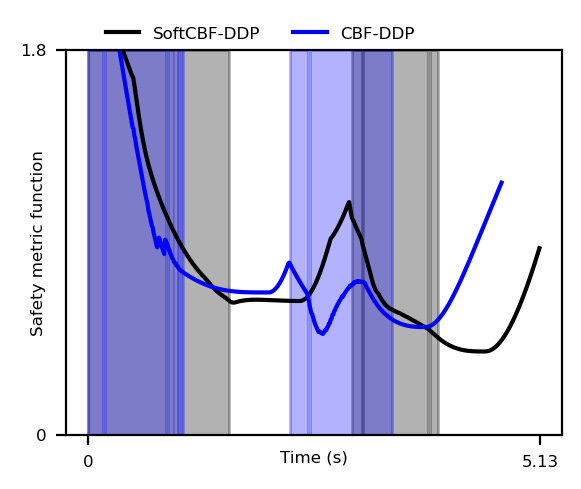 SoftCBF-DDP CBF-DDP
1.8
Safety metric function
0
0 Time (s) 5.13